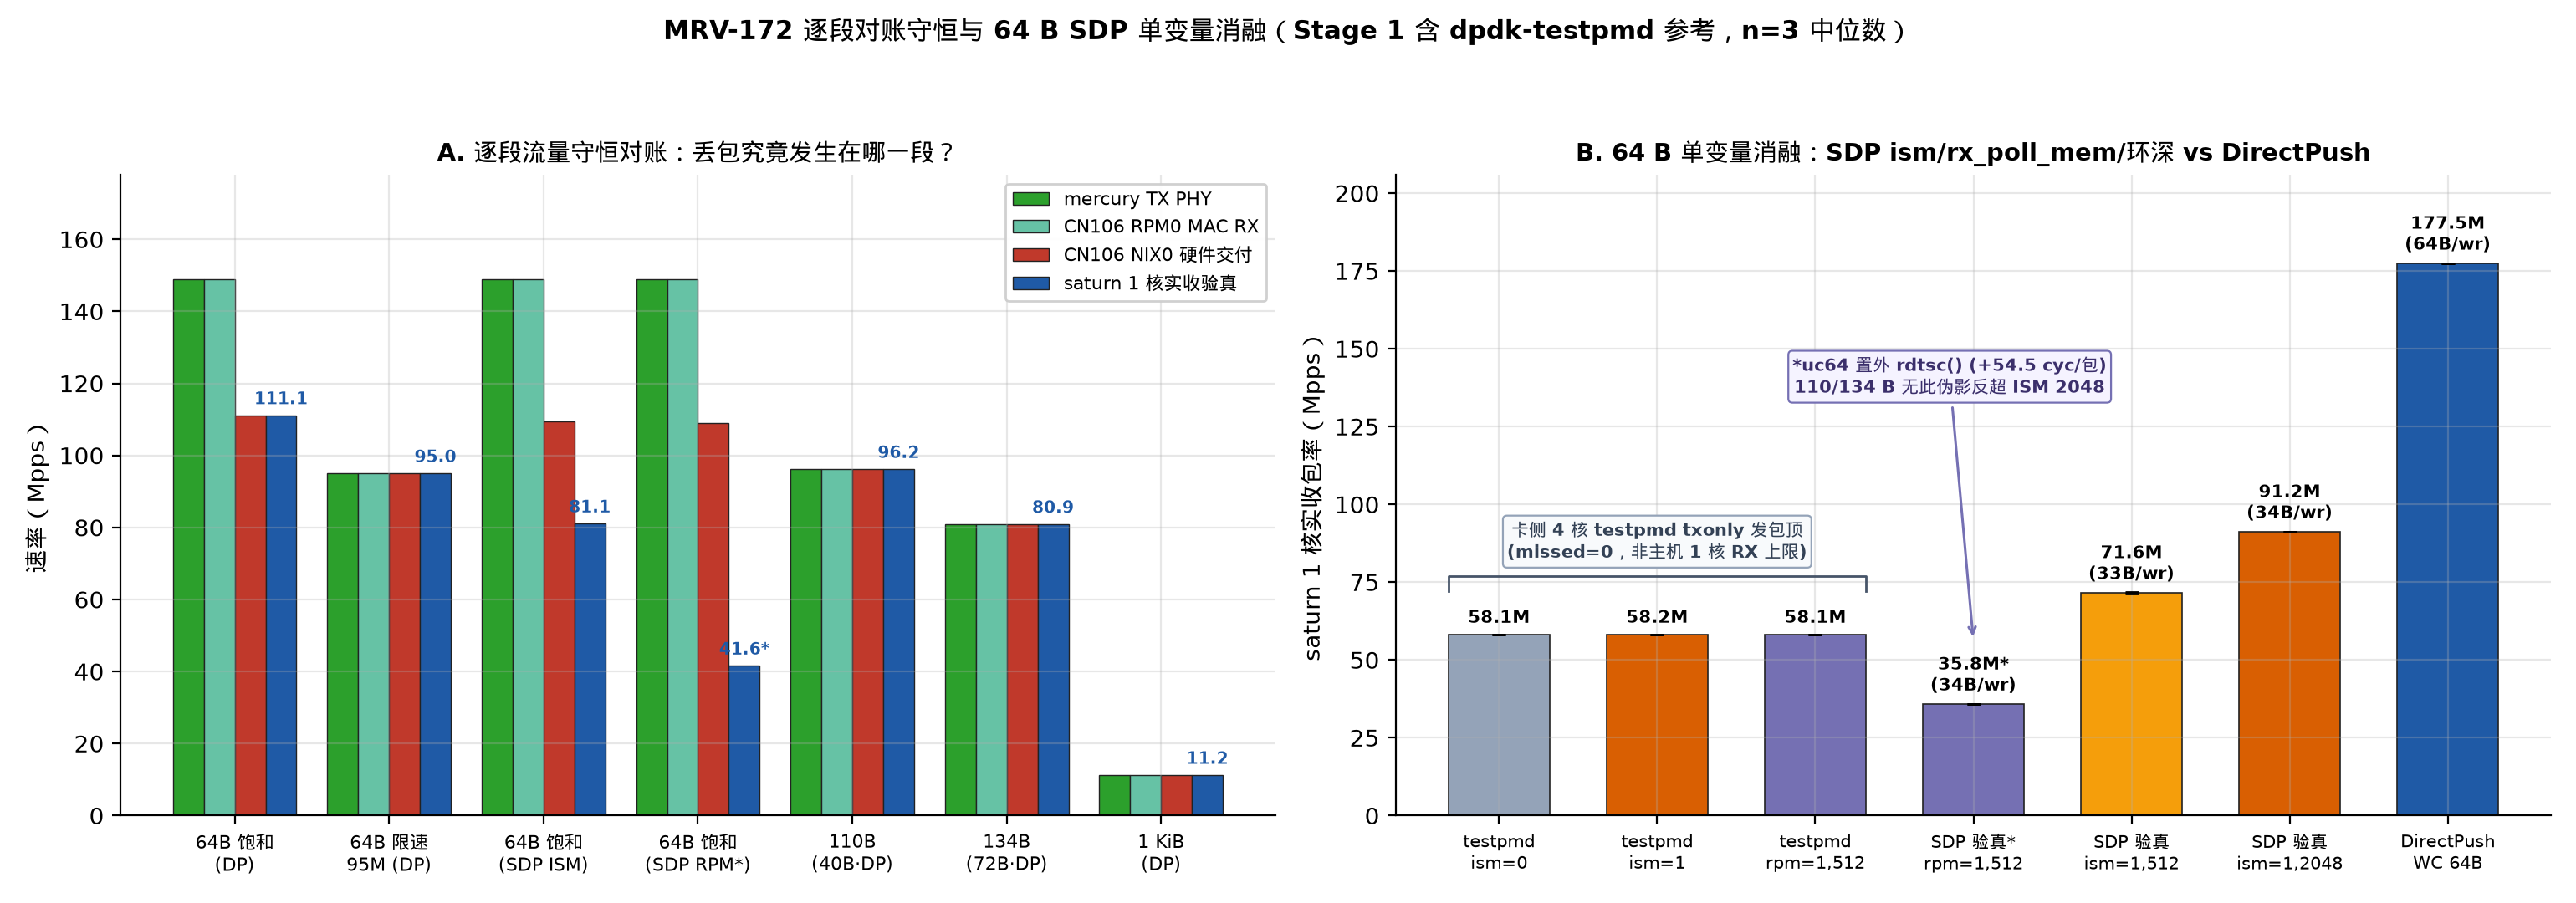 MRV-172 逐段对账守恒与 64 B SDP 单变量消融（Stage 1 含 dpdk-testpmd 参考，n=3 中位数）
A. 逐段流量守恒对账：丢包究竟发生在哪一段？
速率（Mpps）
160
140
120
100
80
60
40
20
0
mercury TX PHY
CN106 RPM0 MAC RX
CN106 NIX0 硬件交付
saturn 1 核实收验真
111.1
95.0
81.1
41.6*
96.2
80.9
11.2
64B 饱和
(DP)
64B 限速
95M (DP)
64B 饱和
(SDP ISM)
64B 饱和
(SDP RPM*)
110B
(40B·DP)
134B
(72B·DP)
1 KiB
(DP)
B. 64 B 单变量消融：SDP ism/rx_poll_mem/环深 vs DirectPush
saturn 1 核实收包率（Mpps）
200
175
150
125
100
75
50
25
0
177.5M
(64B/wr)
*uc64 置外 rdtsc() (+54.5 cyc/包)
110/134 B 无此伪影反超 ISM 2048
卡侧 4 核 testpmd txonly 发包顶
(missed=0，非主机 1 核 RX 上限)
58.1M
58.2M
58.1M
35.8M*
(34B/wr)
71.6M
(33B/wr)
91.2M
(34B/wr)
testpmd
ism=0
testpmd
ism=1
testpmd
rpm=1,512
SDP 验真*
rpm=1,512
SDP 验真
ism=1,512
SDP 验真
ism=1,2048
DirectPush
WC 64B